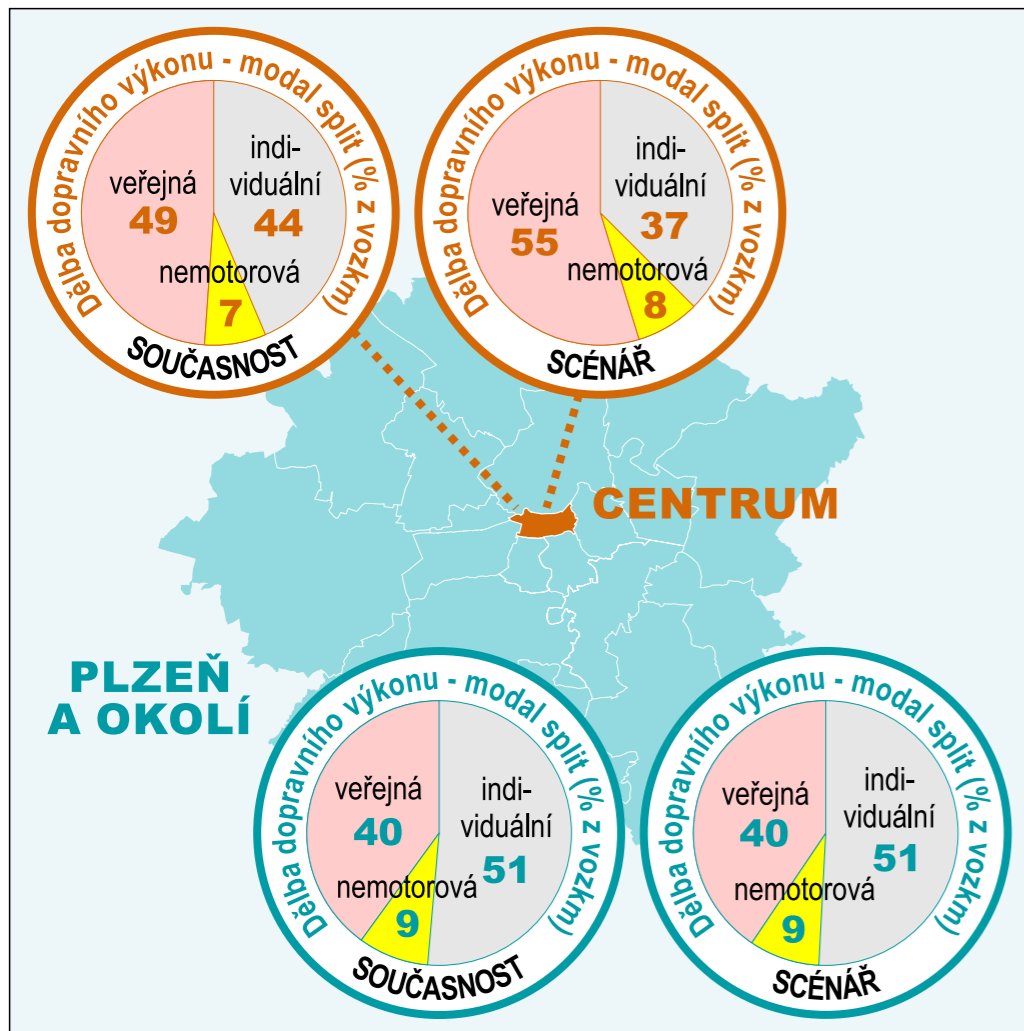 Dělba dopravního výkonu - modal split (% z vozkm)
veřejná
49
indi-
viduální
44
nemotorová
7
SOUČASNOST
Dělba dopravního výkonu - modal split (% z vozkm)
veřejná
55
indi-
viduální
37
nemotorová
8
SCÉNÁŘ
CENTRUM
PLZEŇ
A OKOLÍ
Dělba dopravního výkonu - modal split (% z vozkm)
veřejná
40
indi-
viduální
51
nemotorová
9
SOUČASNOST
Dělba dopravního výkonu - modal split (% z vozkm)
veřejná
40
indi-
viduální
51
nemotorová
9
SCÉNÁŘ